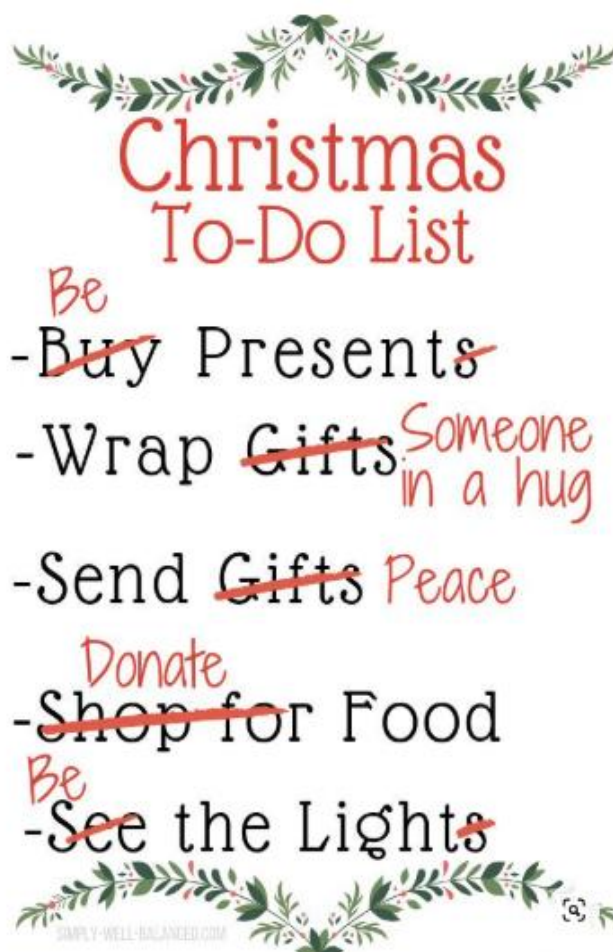 Christmas
To-Do List
Be
-Buy Presents
-Wrap Gifts Someone
in a hug
-Send Gifts Peace
Donate
-Shop for Food
Be
-See the Lights
SIMPLY-WELL-BALANCED.COM